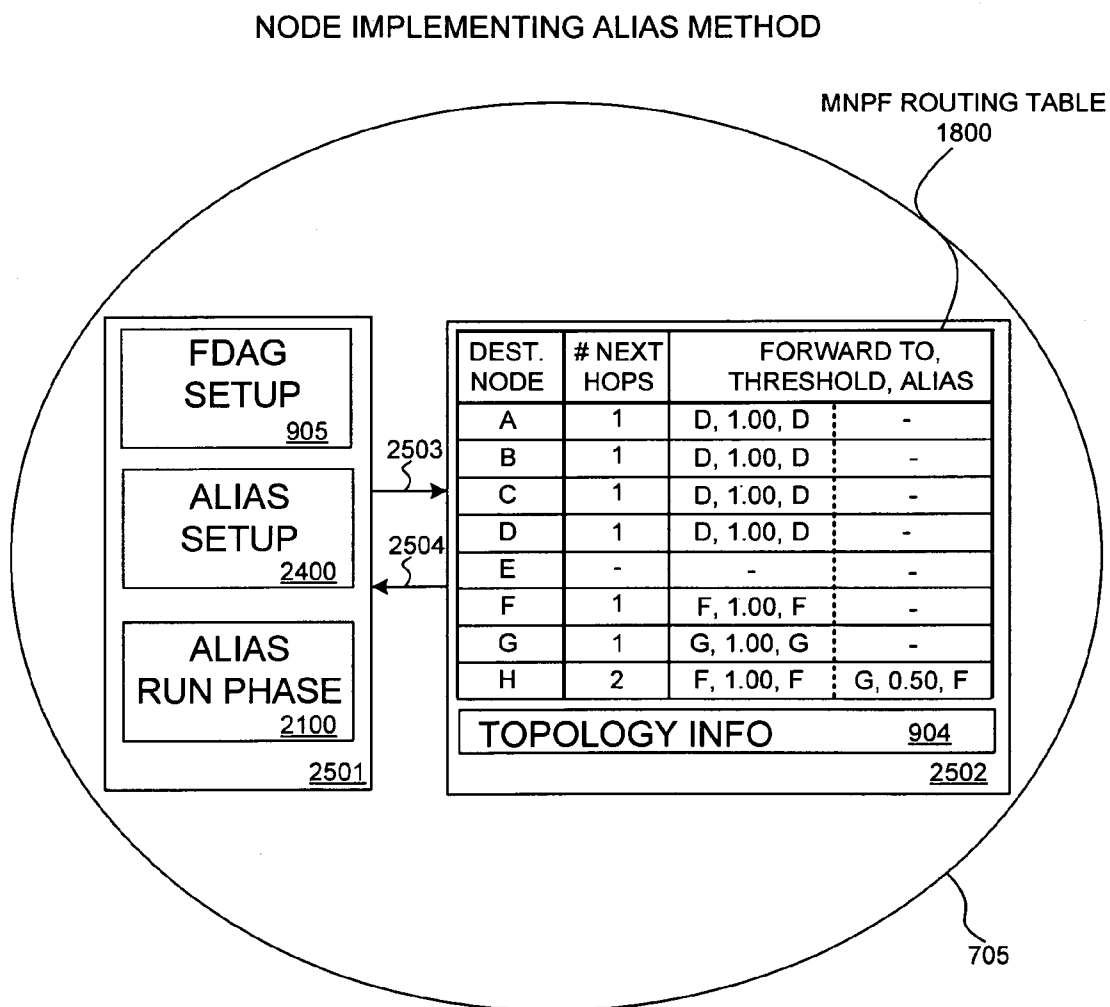 NODE IMPLEMENTING ALIAS METHOD
MNPF ROUTING TABLE
1800
FDAG
SETUP
905
ALIAS
SETUP
2400
ALIAS
RUN PHASE
2100
2501
2503
2504
DEST. NODE # NEXT HOPS FORWARD TO, THRESHOLD, ALIAS
A 1 D, 1.00, D -
B 1 D, 1.00, D -
C 1 D, 1.00, D -
D 1 D, 1.00, D -
E - - -
F 1 F, 1.00, F -
G 1 G, 1.00, G -
H 2 F, 1.00, F G, 0.50, F
TOPOLOGY INFO 904
2502
705